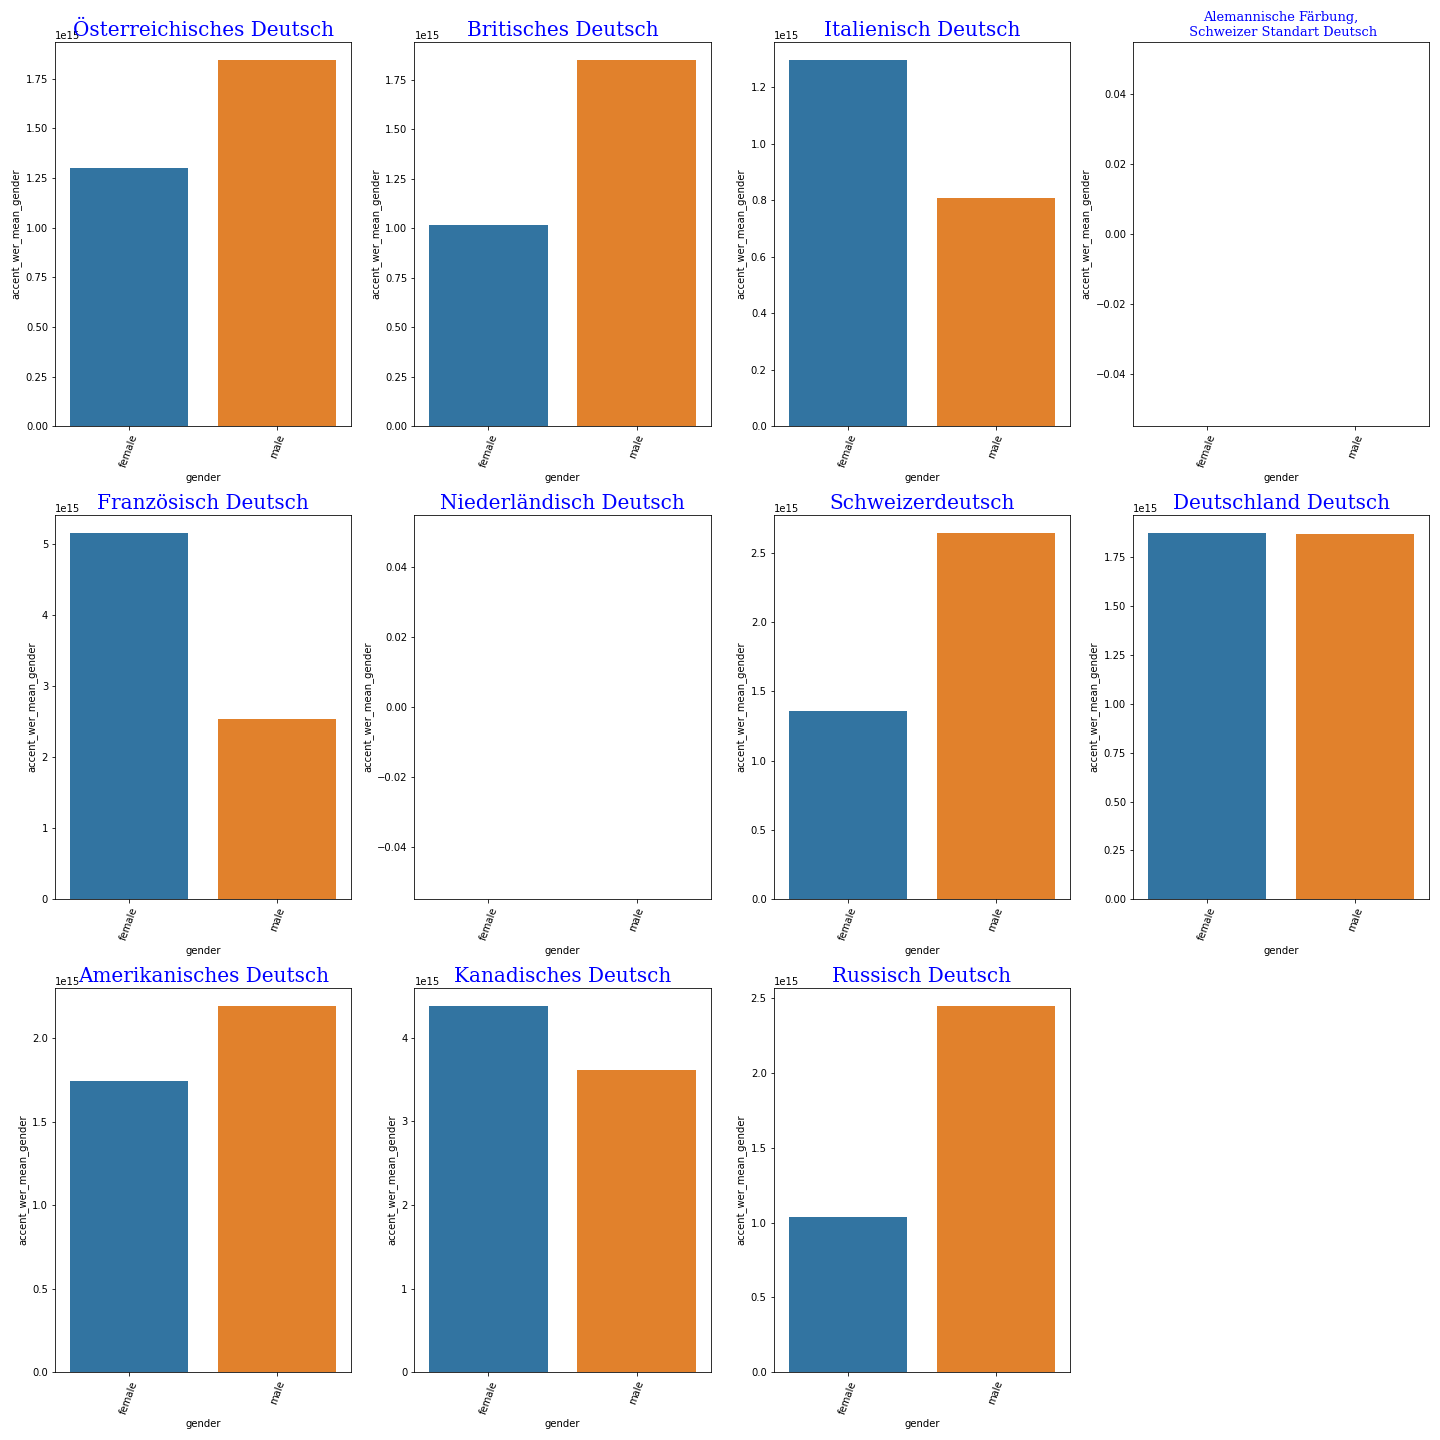 Österreichisches Deutsch
1e15
1.75
1.50
1.25
1.00
0.75
0.50
0.25
0.00
accent_wer_mean_gender
female
male
gender
Britisches Deutsch
1e15
1.75
1.50
1.25
1.00
0.75
0.50
0.25
0.00
accent_wer_mean_gender
female
male
gender
Italienisch Deutsch
1e15
1.2
1.0
0.8
0.6
0.4
0.2
0.0
accent_wer_mean_gender
female
male
gender
Alemannische Färbung,
Schweizer Standart Deutsch
0.04
0.02
0.00
−0.02
−0.04
accent_wer_mean_gender
female
male
gender
Französisch Deutsch
1e15
5
4
3
2
1
0
accent_wer_mean_gender
female
male
gender
Niederländisch Deutsch
0.04
0.02
0.00
−0.02
−0.04
accent_wer_mean_gender
female
male
gender
Schweizerdeutsch
1e15
2.5
2.0
1.5
1.0
0.5
0.0
accent_wer_mean_gender
female
male
gender
Deutschland Deutsch
1e15
1.75
1.50
1.25
1.00
0.75
0.50
0.25
0.00
accent_wer_mean_gender
female
male
gender
Amerikanisches Deutsch
1e15
2.0
1.5
1.0
0.5
0.0
accent_wer_mean_gender
female
male
gender
Kanadisches Deutsch
1e15
4
3
2
1
0
accent_wer_mean_gender
female
male
gender
Russisch Deutsch
1e15
2.5
2.0
1.5
1.0
0.5
0.0
accent_wer_mean_gender
female
male
gender